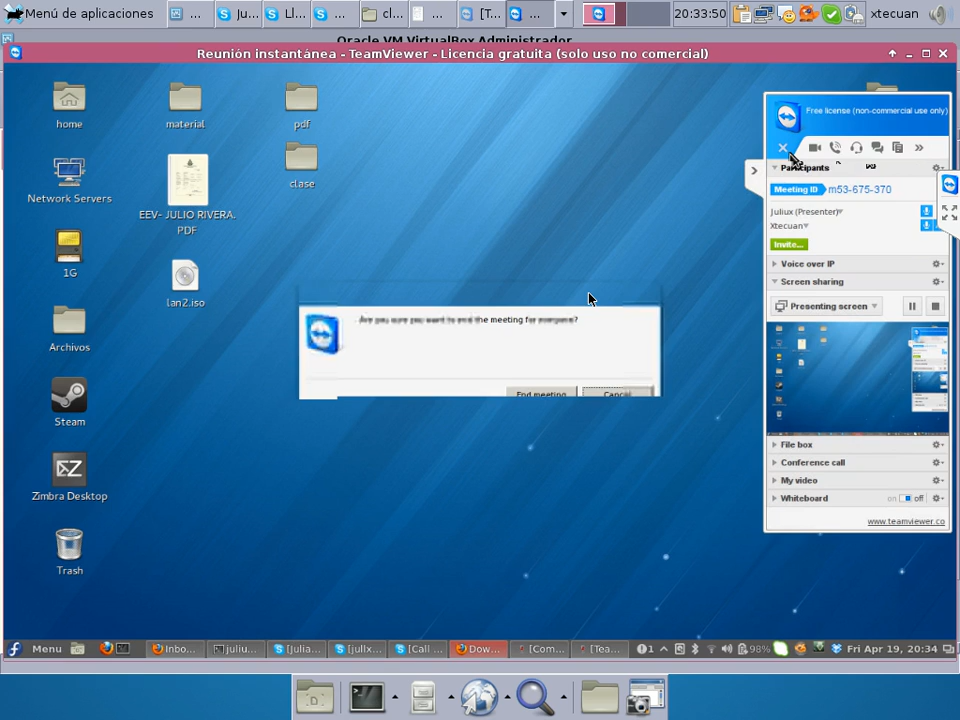 Menú de aplicaciones
...
Ju...
Ll...
...
cl...
...
[T...
...
20:33:50
xtecuan
Oracle VM VirtualBox Administrador
Reunión instantánea - TeamViewer - Licencia gratuita (solo uso no comercial)
home
material
pdf
Network Servers
EEV- JULIO RIVERA.
PDF
clase
1G
lan2.iso
Archivos
Steam
Zimbra Desktop
Trash
Are you sure you want to end the meeting for everyone?
End meeting
Cancel
Free license (non-commercial use only)
Participants
Meeting ID
m53-675-370
Juliux (Presenter)
Xtecuan
Invite...
Voice over IP
Screen sharing
Presenting screen
File box
Conference call
My video
Whiteboard
on
off
www.teamviewer.co
Menu
Inbo...
juliu...
[Julia...
[jullx...
[Call ...
Dow...
[Com...
[Tea...
1
98%
Fri Apr 19, 20:34